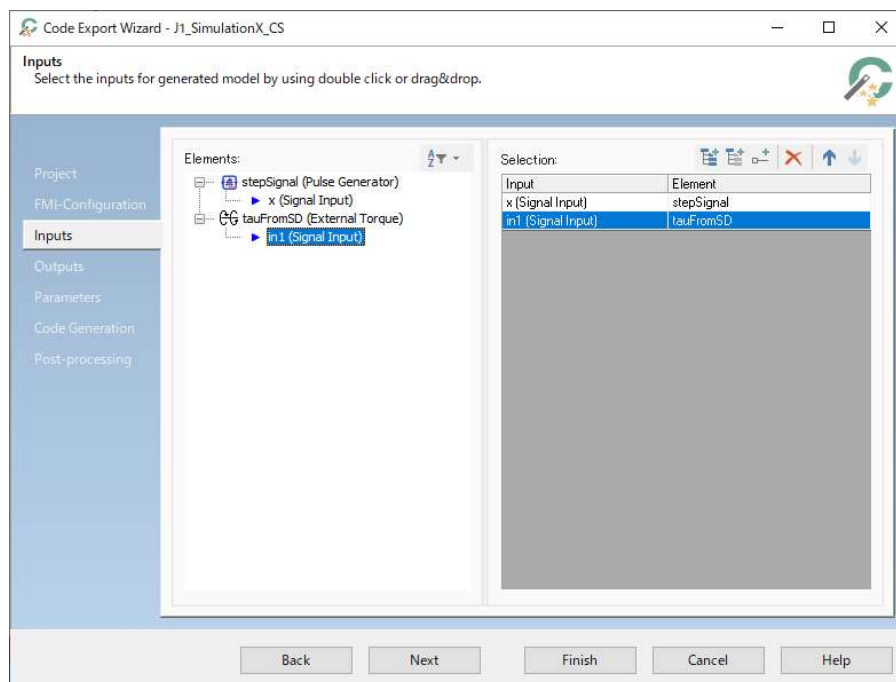 Code Export Wizard - J1_SimulationX_CS
Inputs
Select the inputs for generated model by using double click or drag&drop.
Project
FMI-Configuration
Inputs
Outputs
Parameters
Code Generation
Post-processing
Elements:
stepSignal (Pulse Generator)
x (Signal Input)
tauFromSD (External Torque)
in1 (Signal Input)
Selection:
Input Element
x (Signal Input) stepSignal
in1 (Signal Input) tauFromSD
Back Next Finish Cancel Help